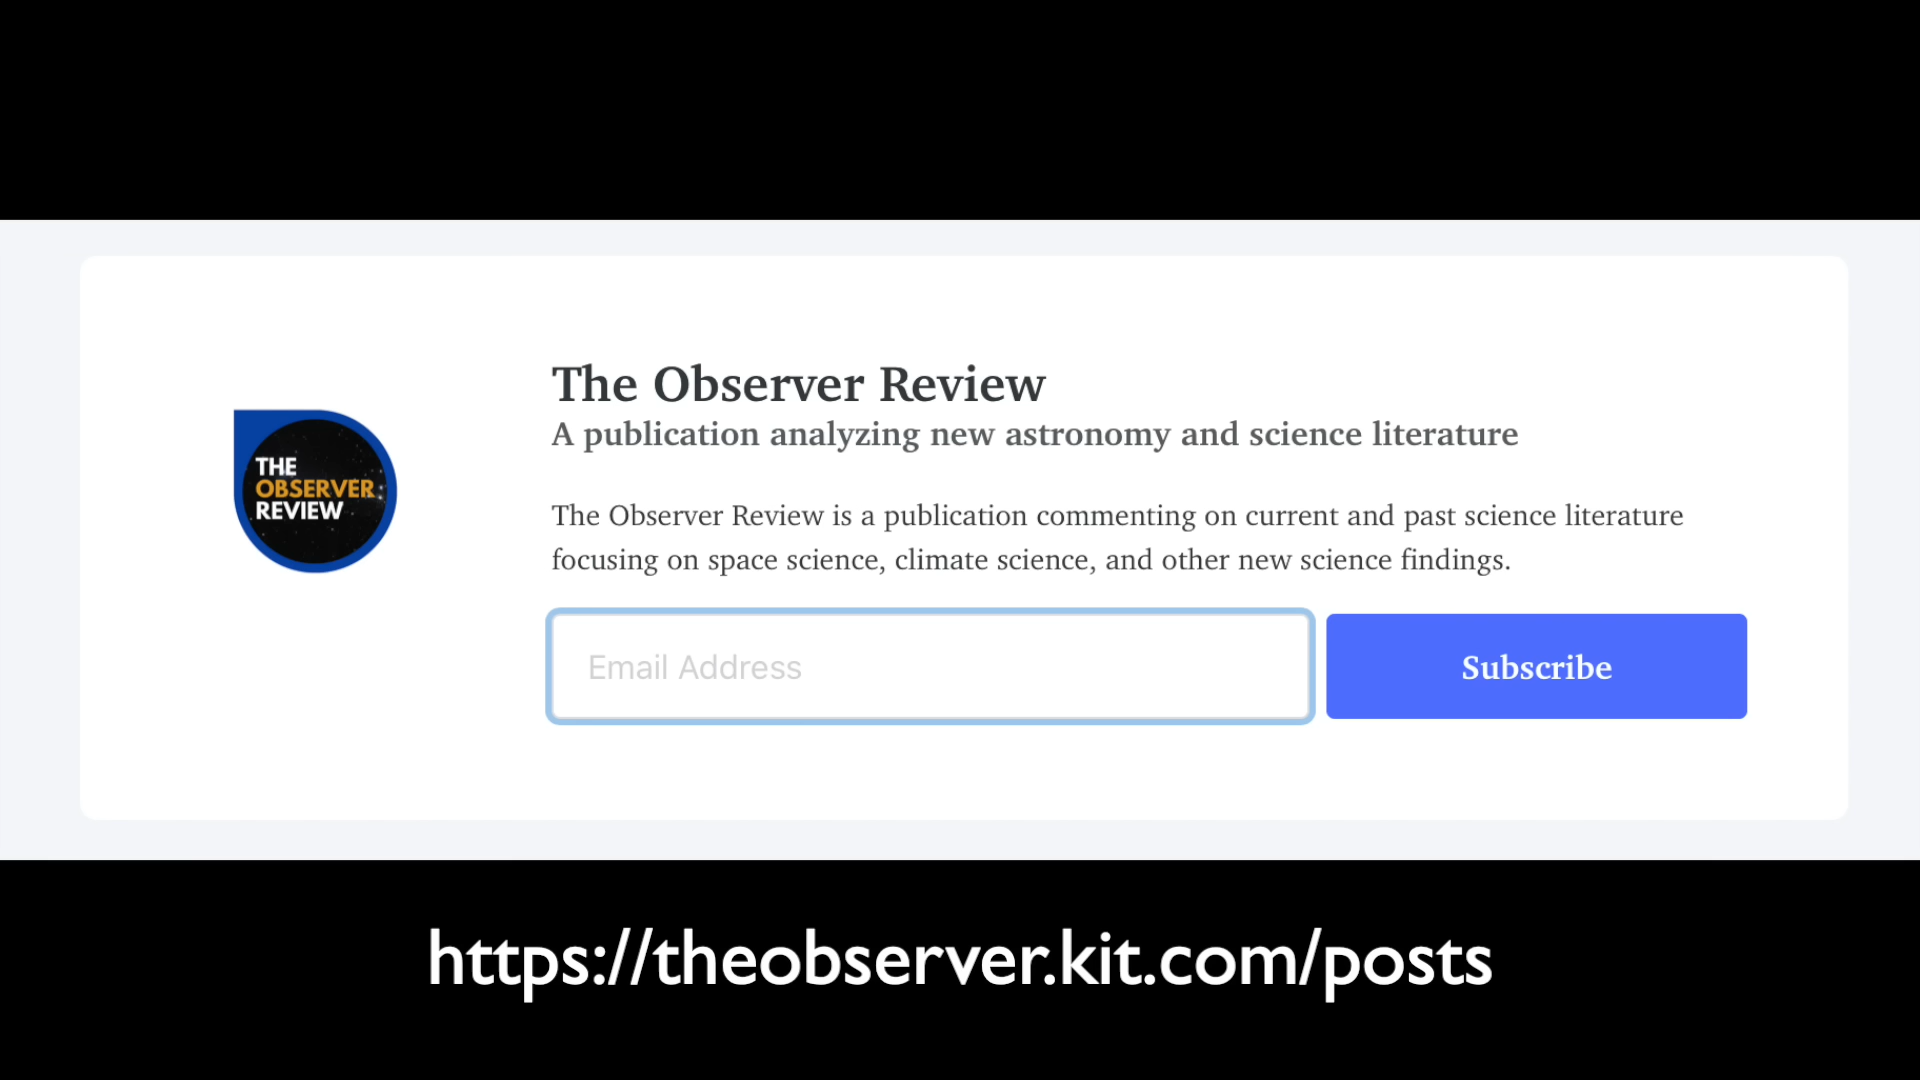 The Observer Review
A publication analyzing new astronomy and science literature
THE
OBSERVER
REVIEW
The Observer Review is a publication commenting on current and past science literature
focusing on space science, climate science, and other new science findings.
Email Address
Subscribe
https://theobserver.kit.com/posts